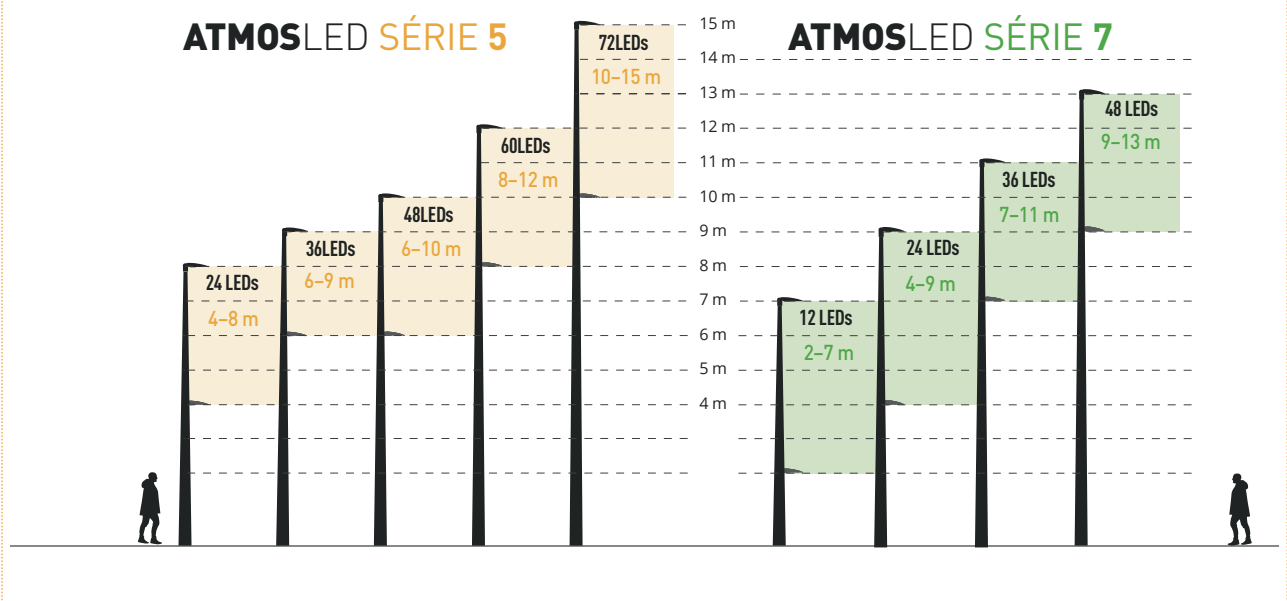 ATMOSLED SÉRIE 5
24 LEDs
4–8 m
36LEDs
6–9 m
48LEDs
6–10 m
60LEDs
8–12 m
72LEDs
10–15 m
15 m
14 m
13 m
12 m
11 m
10 m
9 m
8 m
7 m
6 m
5 m
4 m
ATMOSLED SÉRIE 7
12 LEDs
2–7 m
24 LEDs
4–9 m
36 LEDs
7–11 m
48 LEDs
9–13 m